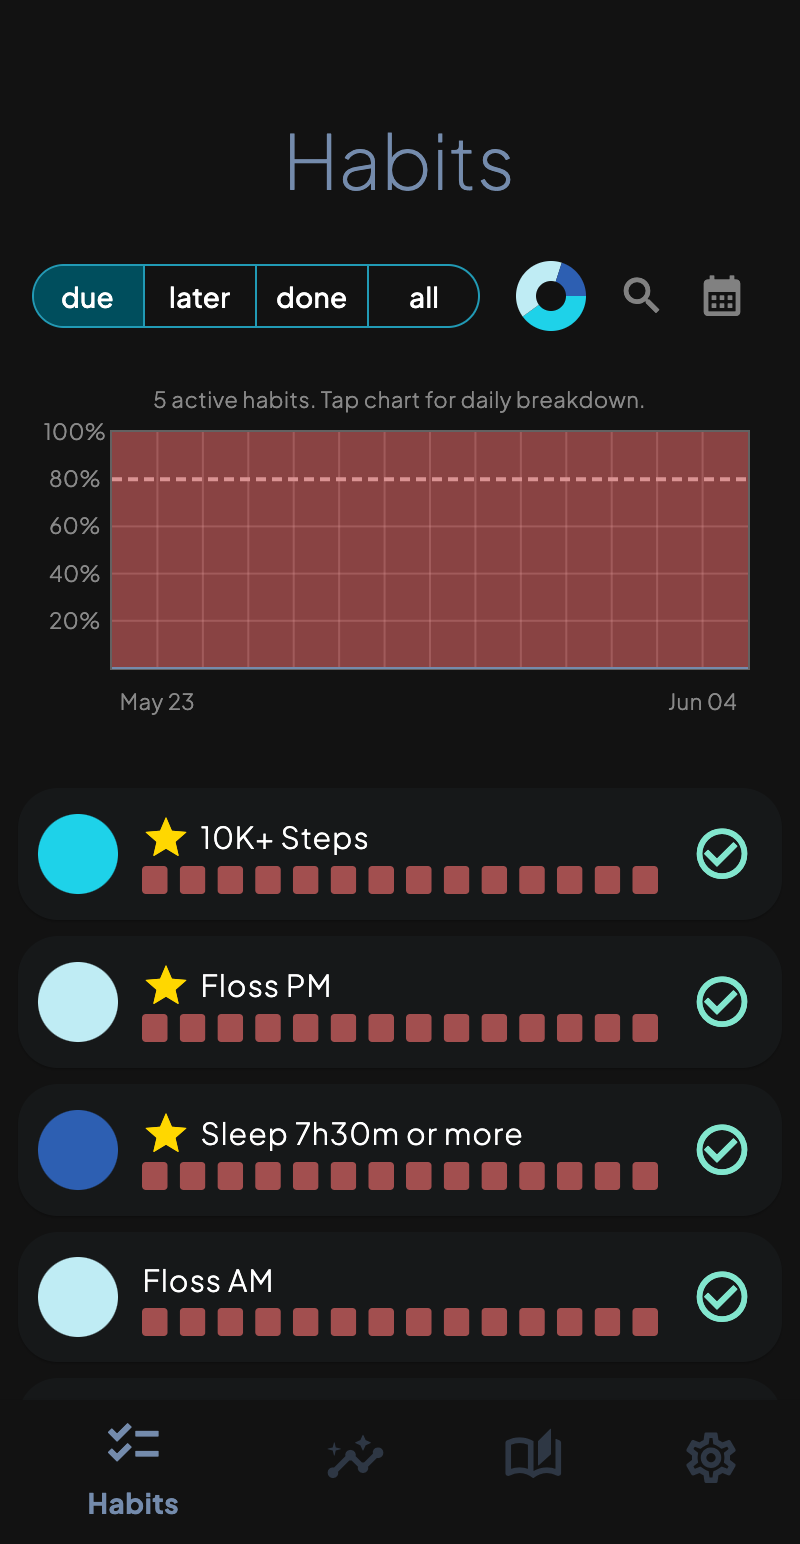 Habits
due later done all
5 active habits. Tap chart for daily breakdown.
100%
80%
60%
40%
20%
May 23 Jun 04
10K+ Steps
Floss PM
Sleep 7h30m or more
Floss AM
Habits